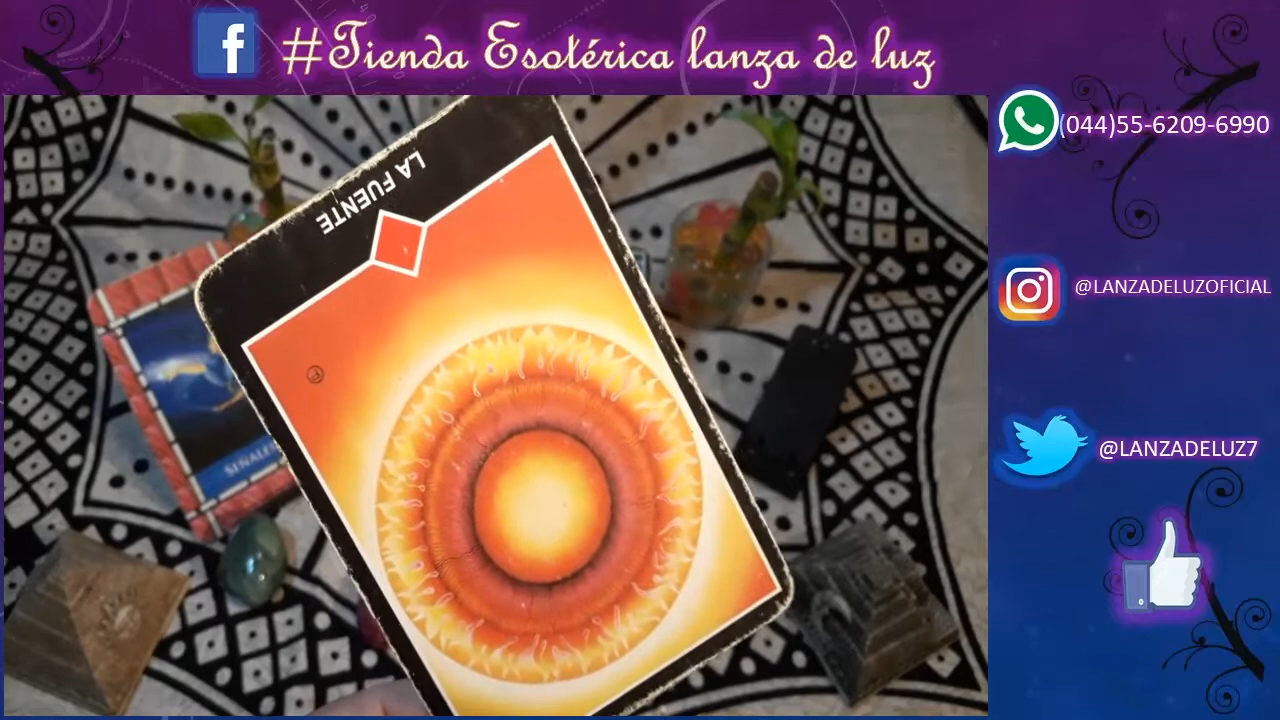 #Tienda Esotérica lanza de luz
(044)55-6209-6990
@LANZADELUZOFICIAL
@LANZADELUZ7
LA FUENTE